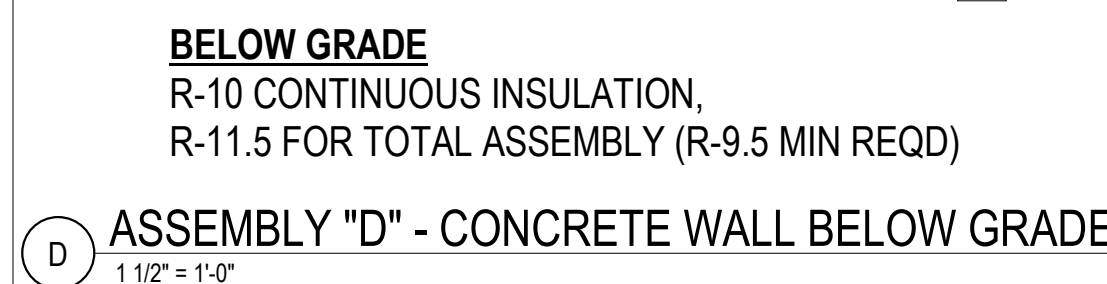 BELOW GRADE
R-10 CONTINUOUS INSULATION,
R-11.5 FOR TOTAL ASSEMBLY (R-9.5 MIN REQD)
D
ASSEMBLY "D" - CONCRETE WALL BELOW GRADE
1 1/2" = 1'-0"